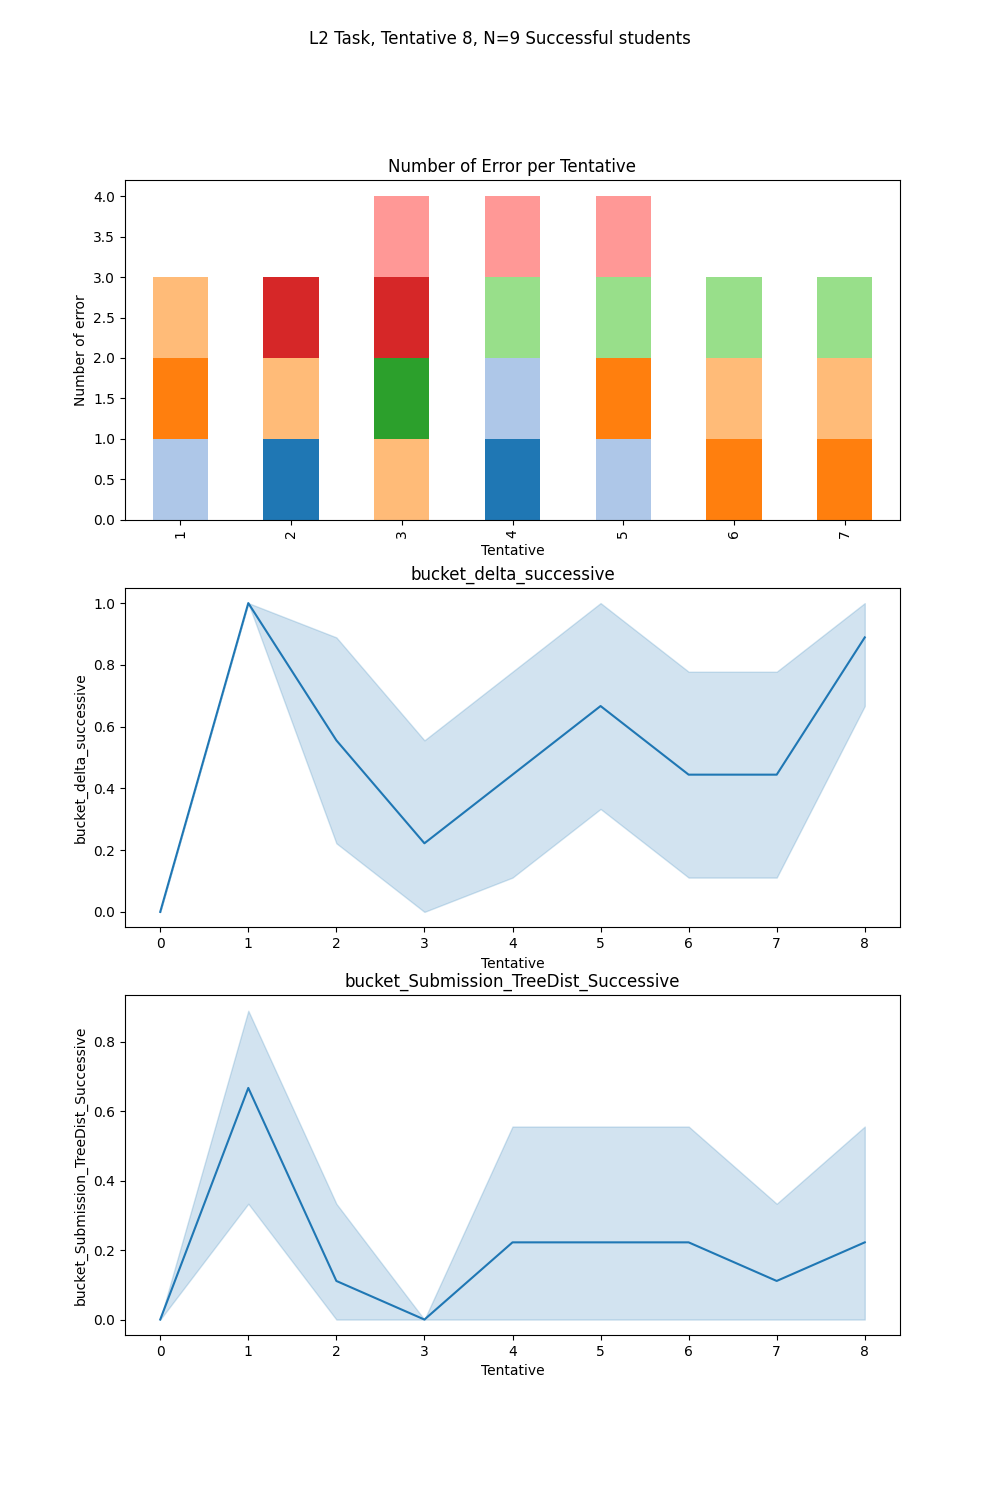 L2 Task, Tentative 8, N=9 Successful students
Number of Error per Tentative
Number of error
4.0
3.5
3.0
2.5
2.0
1.5
1.0
0.5
0.0
1 2 3 4 5 6 7
Tentative
bucket_delta_successive
bucket_delta_successive
1.0
0.8
0.6
0.4
0.2
0.0
0 1 2 3 4 5 6 7 8
Tentative
bucket_Submission_TreeDist_Successive
bucket_Submission_TreeDist_Successive
0.8
0.6
0.4
0.2
0.0
0 1 2 3 4 5 6 7 8
Tentative